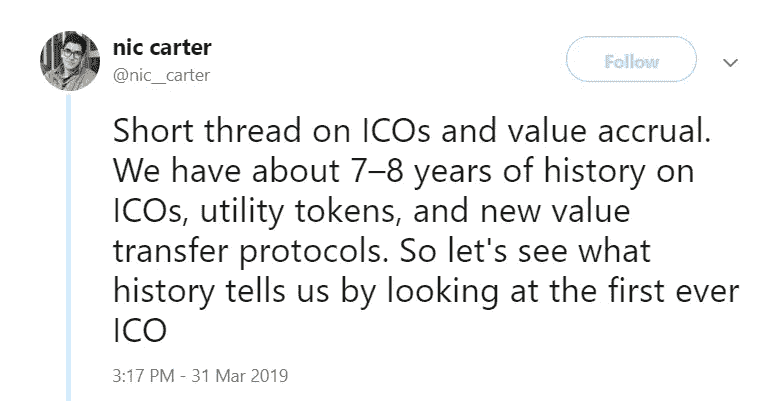 nic carter
@nic__carter
Follow
Short thread on ICOs and value accrual.
We have about 7–8 years of history on
ICOs, utility tokens, and new value
transfer protocols. So let's see what
history tells us by looking at the first ever
ICO
3:17 PM - 31 Mar 2019